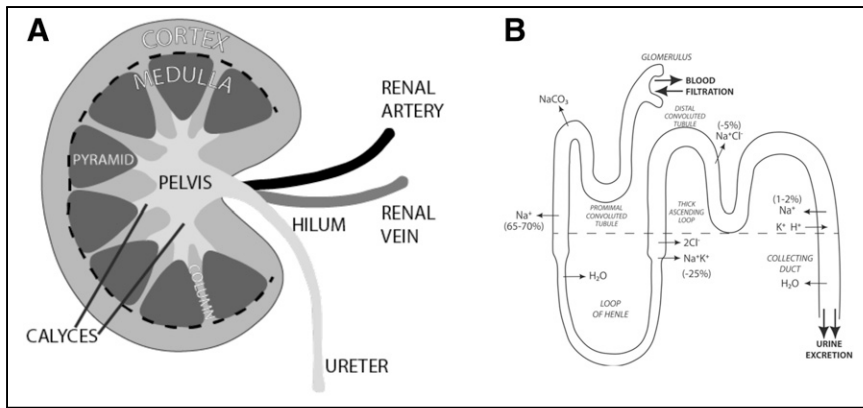 A
CORTEX
MEDULLA
PYRAMID
PELVIS
RENAL
ARTERY
HILUM
RENAL
VEIN
COLUMN
CALYCES
URETER
B
GLOMERULUS
BLOOD
FILTRATION
NaCO₃
DISTAL
CONVOLUTED
TUBULE
(-5%)
Na⁺Cl⁻
Na⁺
(65-70%)
PROMIMAL
CONVOLUTED
TUBULE
THICK
ASCENDING
LOOP
(1-2%)
Na⁺
K⁺ H⁺
2Cl⁻
Na⁺K⁺
(-25%)
H₂O
LOOP
OF HENLE
COLLECTING
DUCT
H₂O
URINE
EXCRETION